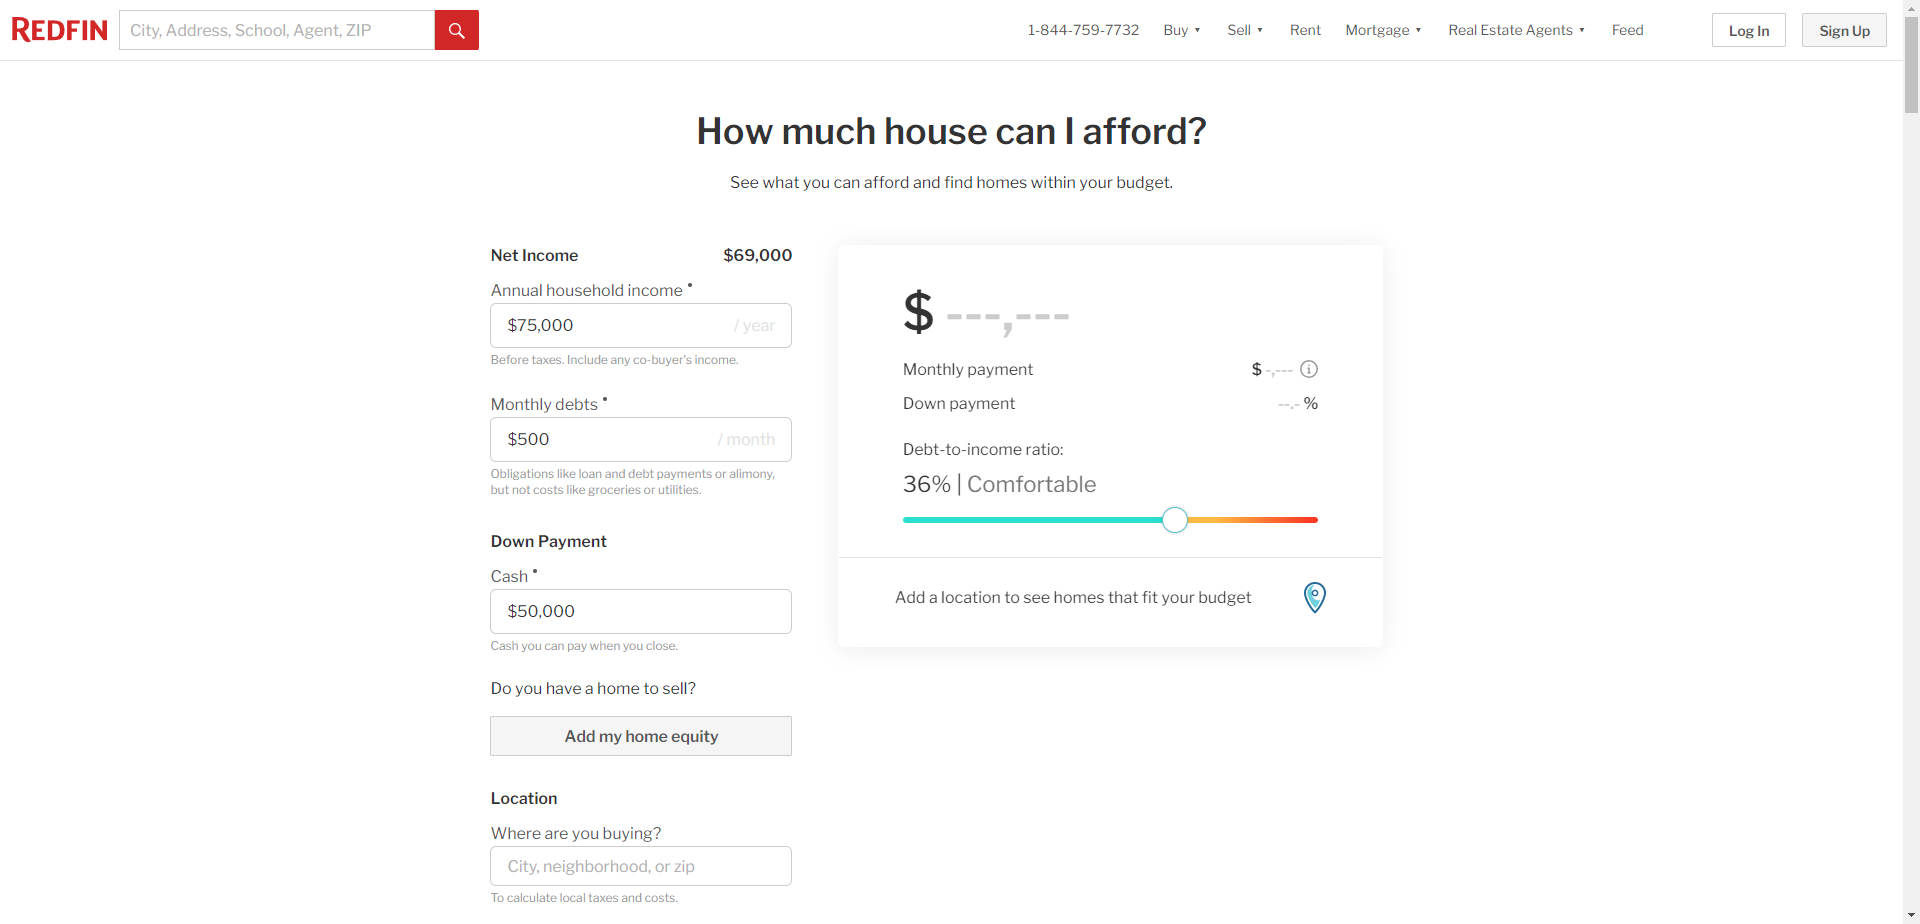 REDFIN
City, Address, School, Agent, ZIP
1-844-759-7732 Buy ▼ Sell ▼ Rent Mortgage ▼ Real Estate Agents ▼ Feed Log In Sign Up
How much house can I afford?
See what you can afford and find homes within your budget.
Net Income $69,000
Annual household income •
$75,000 / year
Before taxes. Include any co-buyer's income.
Monthly debts •
$500 / month
Obligations like loan and debt payments or alimony,
but not costs like groceries or utilities.
Down Payment
Cash •
$50,000
Cash you can pay when you close.
Do you have a home to sell?
Add my home equity
Location
Where are you buying?
City, neighborhood, or zip
To calculate local taxes and costs.
$ ---,---
Monthly payment $ -,---
Down payment --.- %
Debt-to-income ratio:
36% | Comfortable
Add a location to see homes that fit your budget